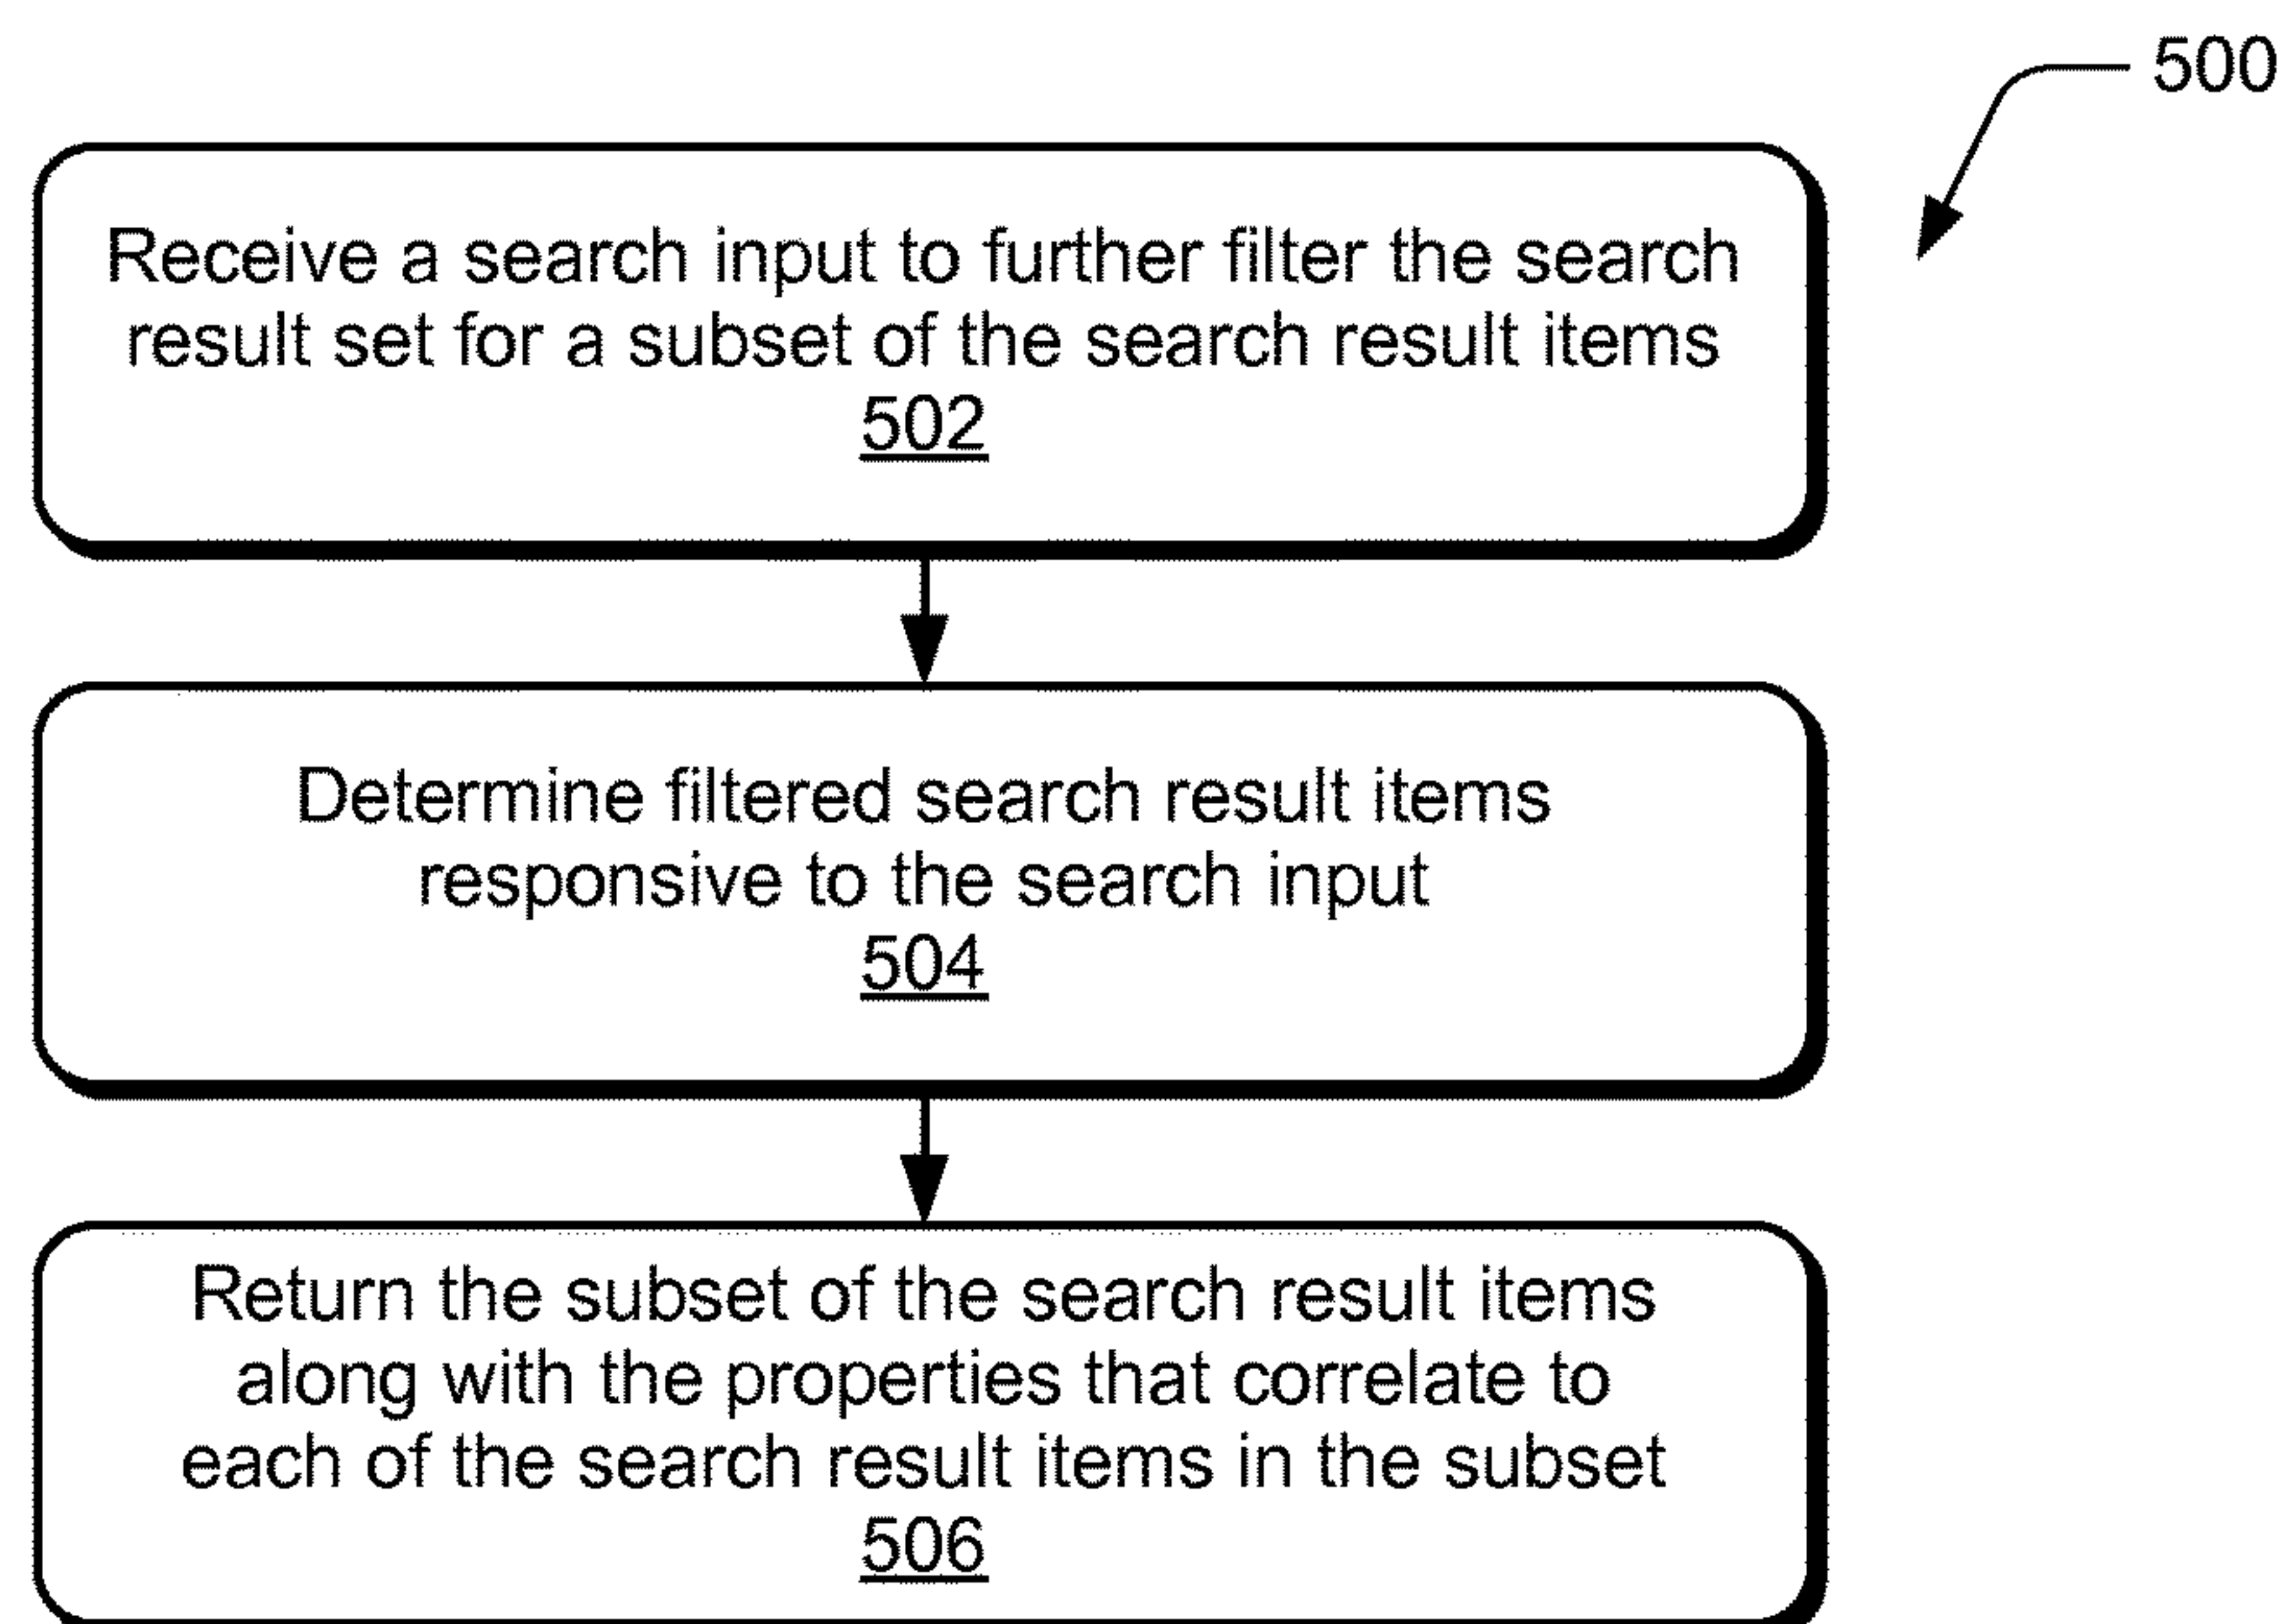 500
Receive a search input to further filter the search
result set for a subset of the search result items
502
Determine filtered search result items
responsive to the search input
504
Return the subset of the search result items
along with the properties that correlate to
each of the search result items in the subset
506